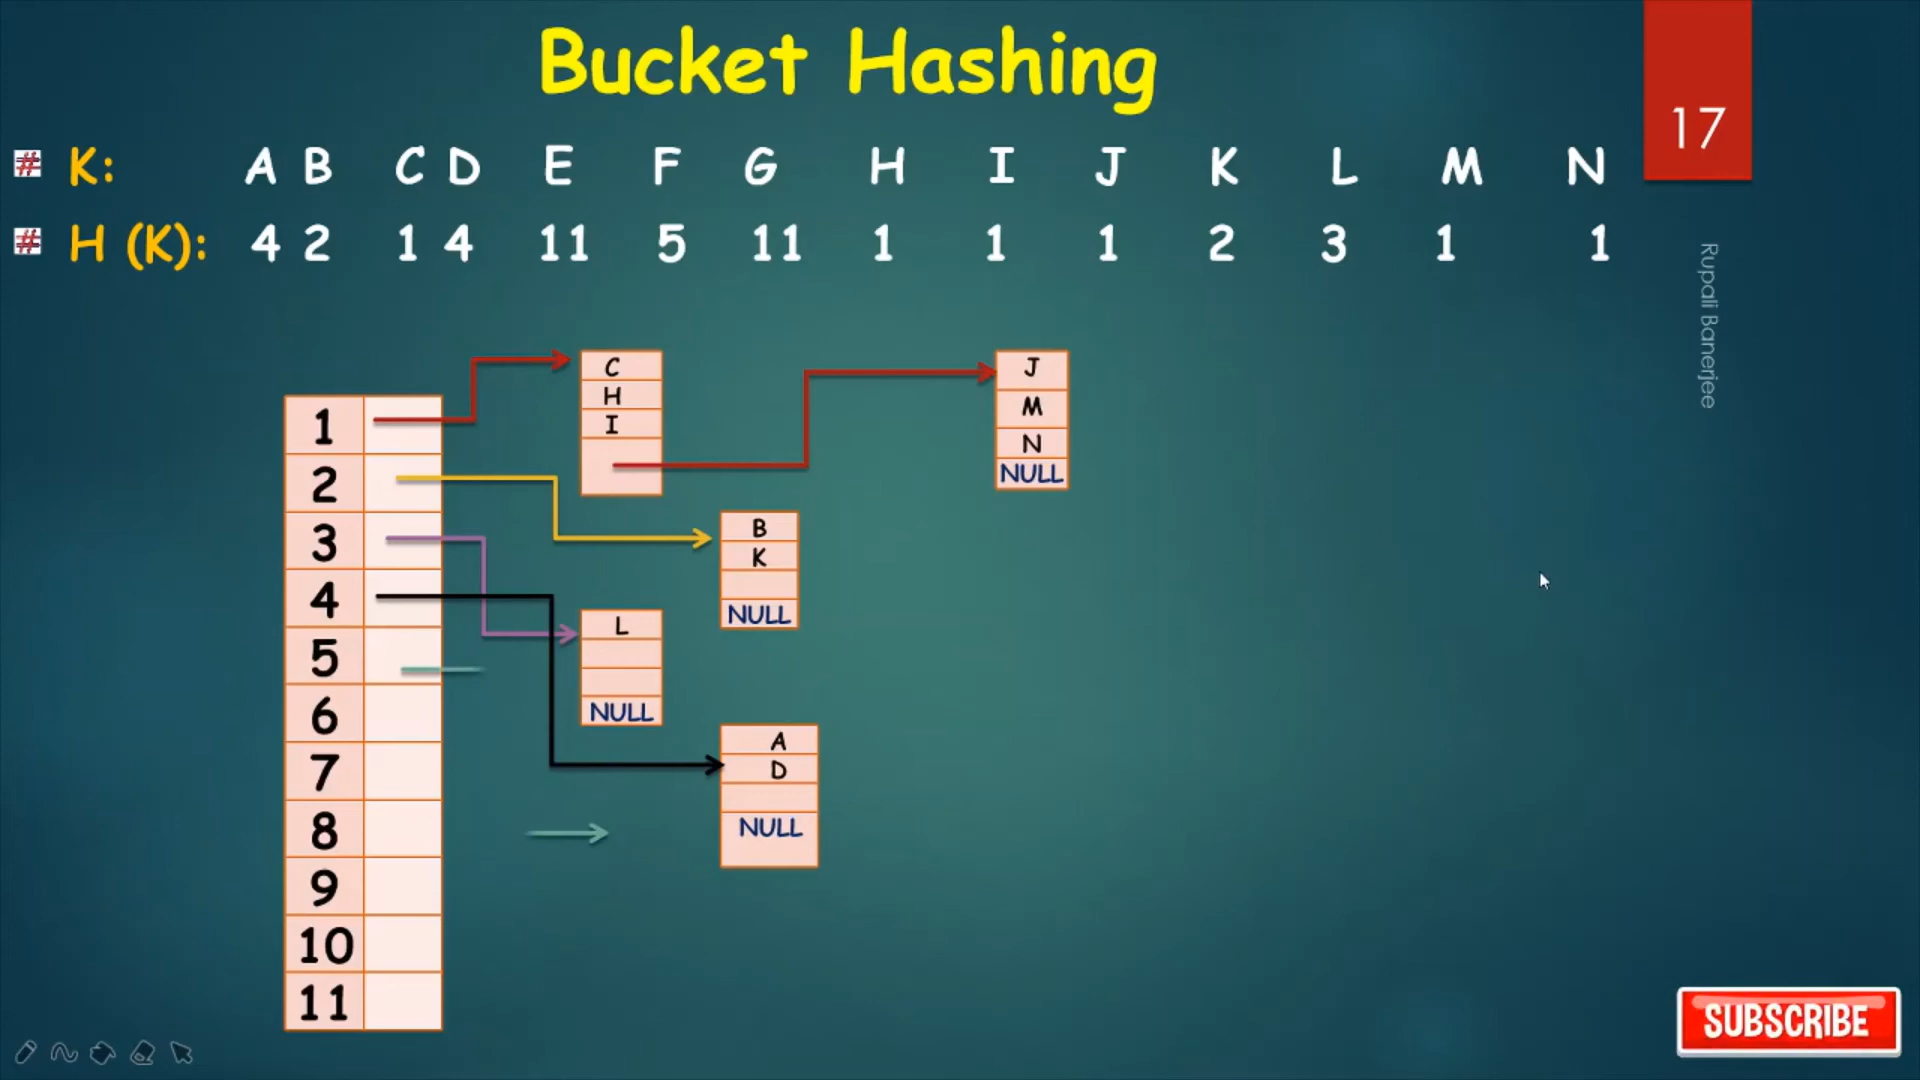 Bucket Hashing
17
K: A B C D E F G H I J K L M N
H (K): 4 2 1 4 11 5 11 1 1 1 2 3 1 1
Rupali Banerjee
1
2
3
4
5
6
7
8
9
10
11
C
H
I
J
M
N
NULL
B
K
NULL
L
NULL
A
D
NULL
SUBSCRIBE